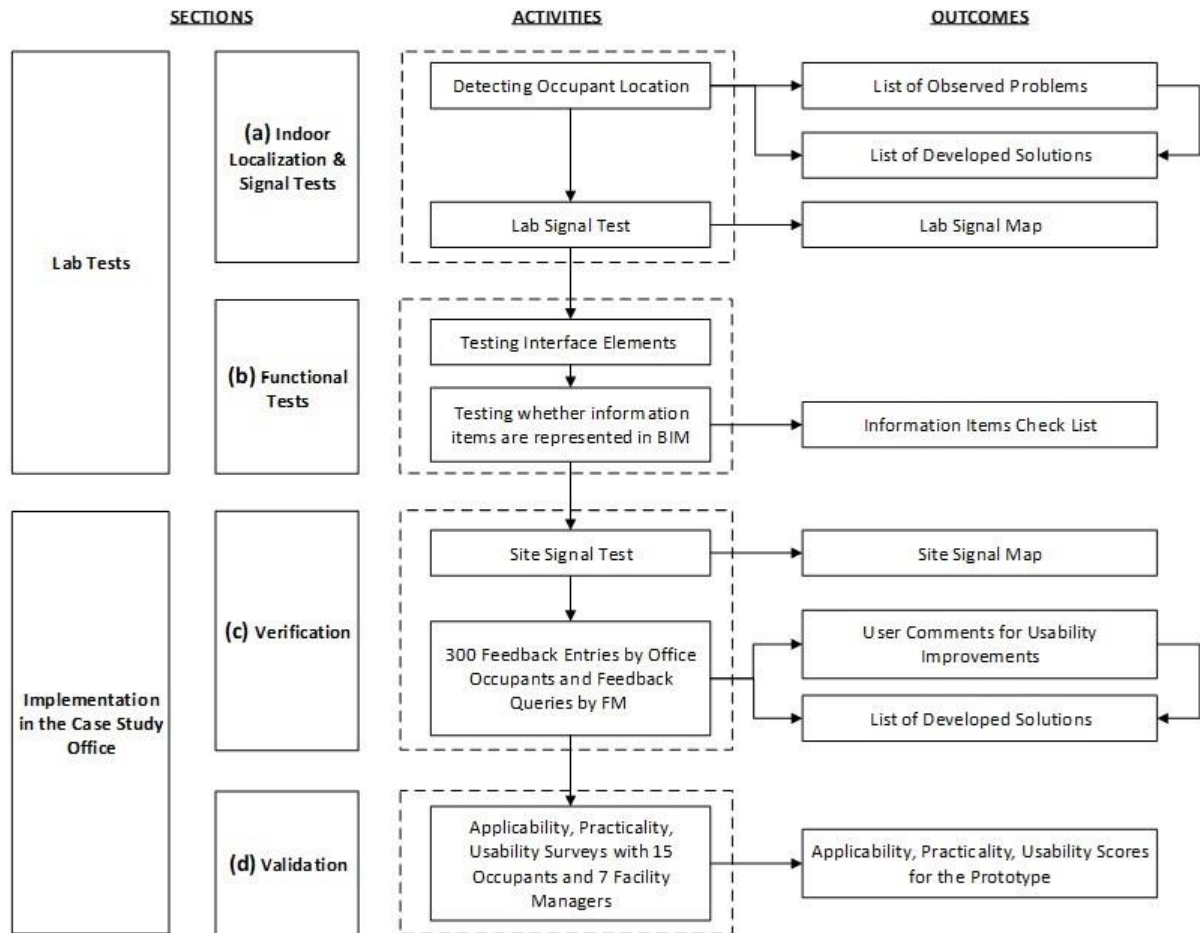 SECTIONS
ACTIVITIES
OUTCOMES
Lab Tests
(a) Indoor
Localization &
Signal Tests
Detecting Occupant Location
List of Observed Problems
List of Developed Solutions
Lab Signal Test
Lab Signal Map
(b) Functional
Tests
Testing Interface Elements
Testing whether information
items are represented in BIM
Information Items Check List
Implementation
in the Case Study
Office
(c) Verification
Site Signal Test
Site Signal Map
300 Feedback Entries by Office
Occupants and Feedback
Queries by FM
User Comments for Usability
Improvements
List of Developed Solutions
(d) Validation
Applicability, Practicality,
Usability Surveys with 15
Occupants and 7 Facility
Managers
Applicability, Practicality, Usability Scores
for the Prototype